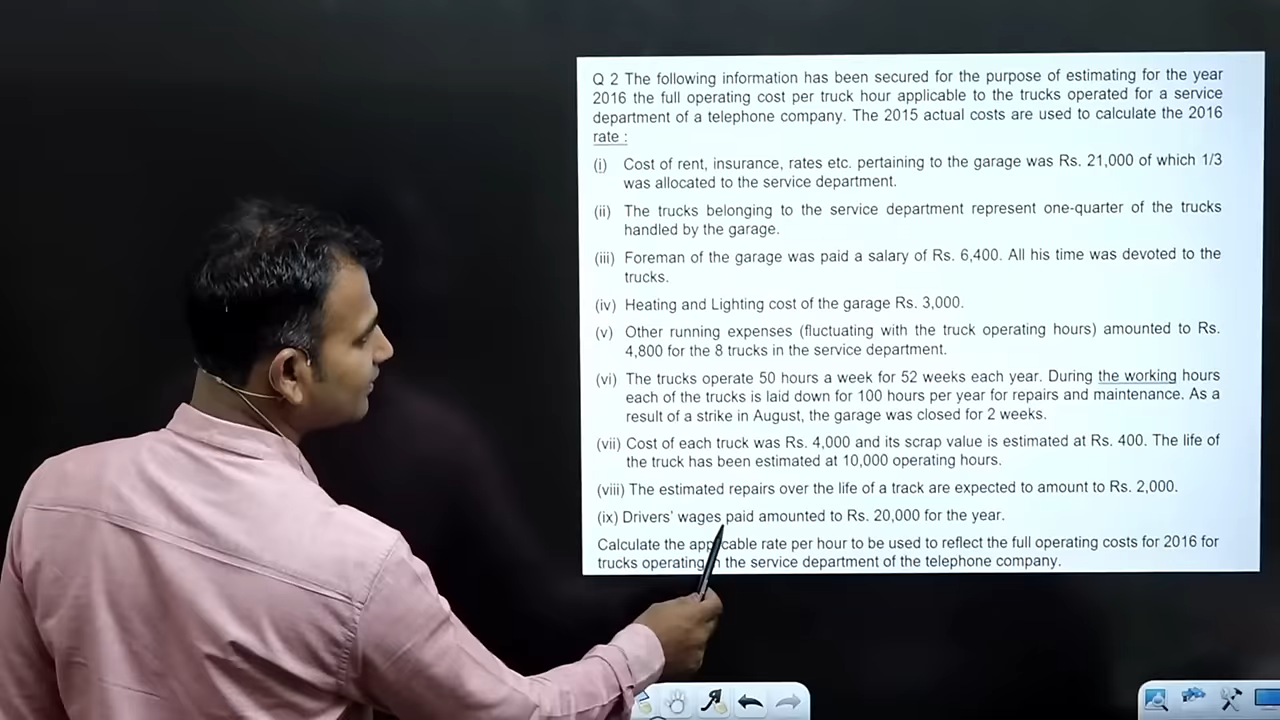 Q 2 The following information has been secured for the purpose of estimating for the year
2016 the full operating cost per truck hour applicable to the trucks operated for a service
department of a telephone company. The 2015 actual costs are used to calculate the 2016
rate :
(i) Cost of rent, insurance, rates etc. pertaining to the garage was Rs. 21,000 of which 1/3
was allocated to the service department.
(ii) The trucks belonging to the service department represent one-quarter of the trucks
handled by the garage.
(iii) Foreman of the garage was paid a salary of Rs. 6,400. All his time was devoted to the
trucks.
(iv) Heating and Lighting cost of the garage Rs. 3,000.
(v) Other running expenses (fluctuating with the truck operating hours) amounted to Rs.
4,800 for the 8 trucks in the service department.
(vi) The trucks operate 50 hours a week for 52 weeks each year. During the working hours
each of the trucks is laid down for 100 hours per year for repairs and maintenance. As a
result of a strike in August, the garage was closed for 2 weeks.
(vii) Cost of each truck was Rs. 4,000 and its scrap value is estimated at Rs. 400. The life of
the truck has been estimated at 10,000 operating hours.
(viii) The estimated repairs over the life of a track are expected to amount to Rs. 2,000.
(ix) Drivers' wages paid amounted to Rs. 20,000 for the year.
Calculate the applicable rate per hour to be used to reflect the full operating costs for 2016 for
trucks operating in the service department of the telephone company.